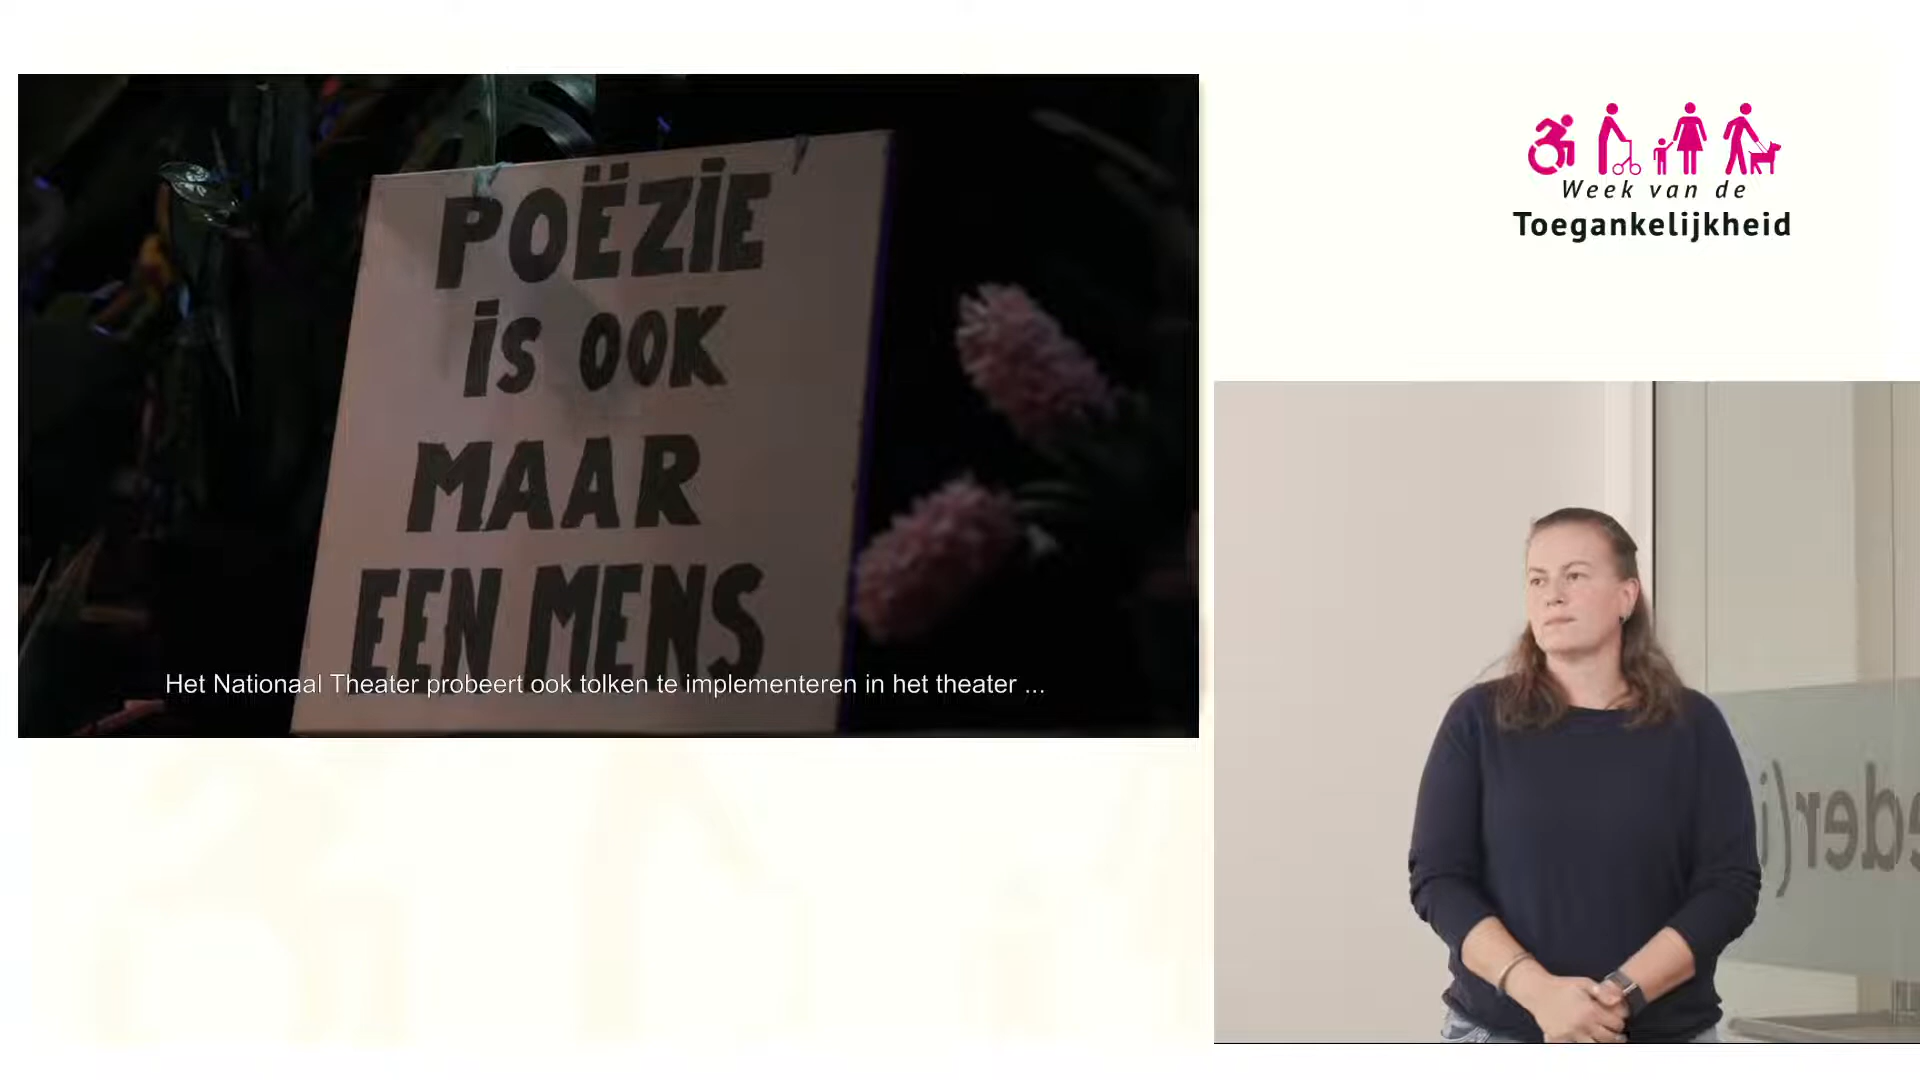 POËZIE
is OOK
MAAR
EEN MENS
Het Nationaal Theater probeert ook tolken te implementeren in het theater ...
Week van de
Toegankelijkheid
eder(i